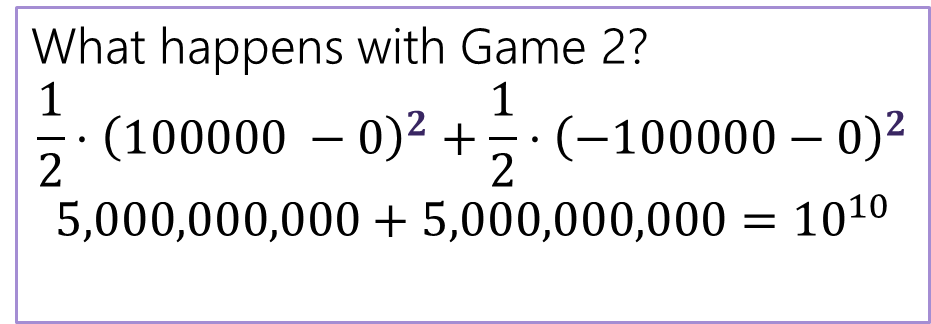 What happens with Game 2?
1/2 · (100000 − 0)² + 1/2 · (−100000 − 0)²
5,000,000,000 + 5,000,000,000 = 10¹⁰